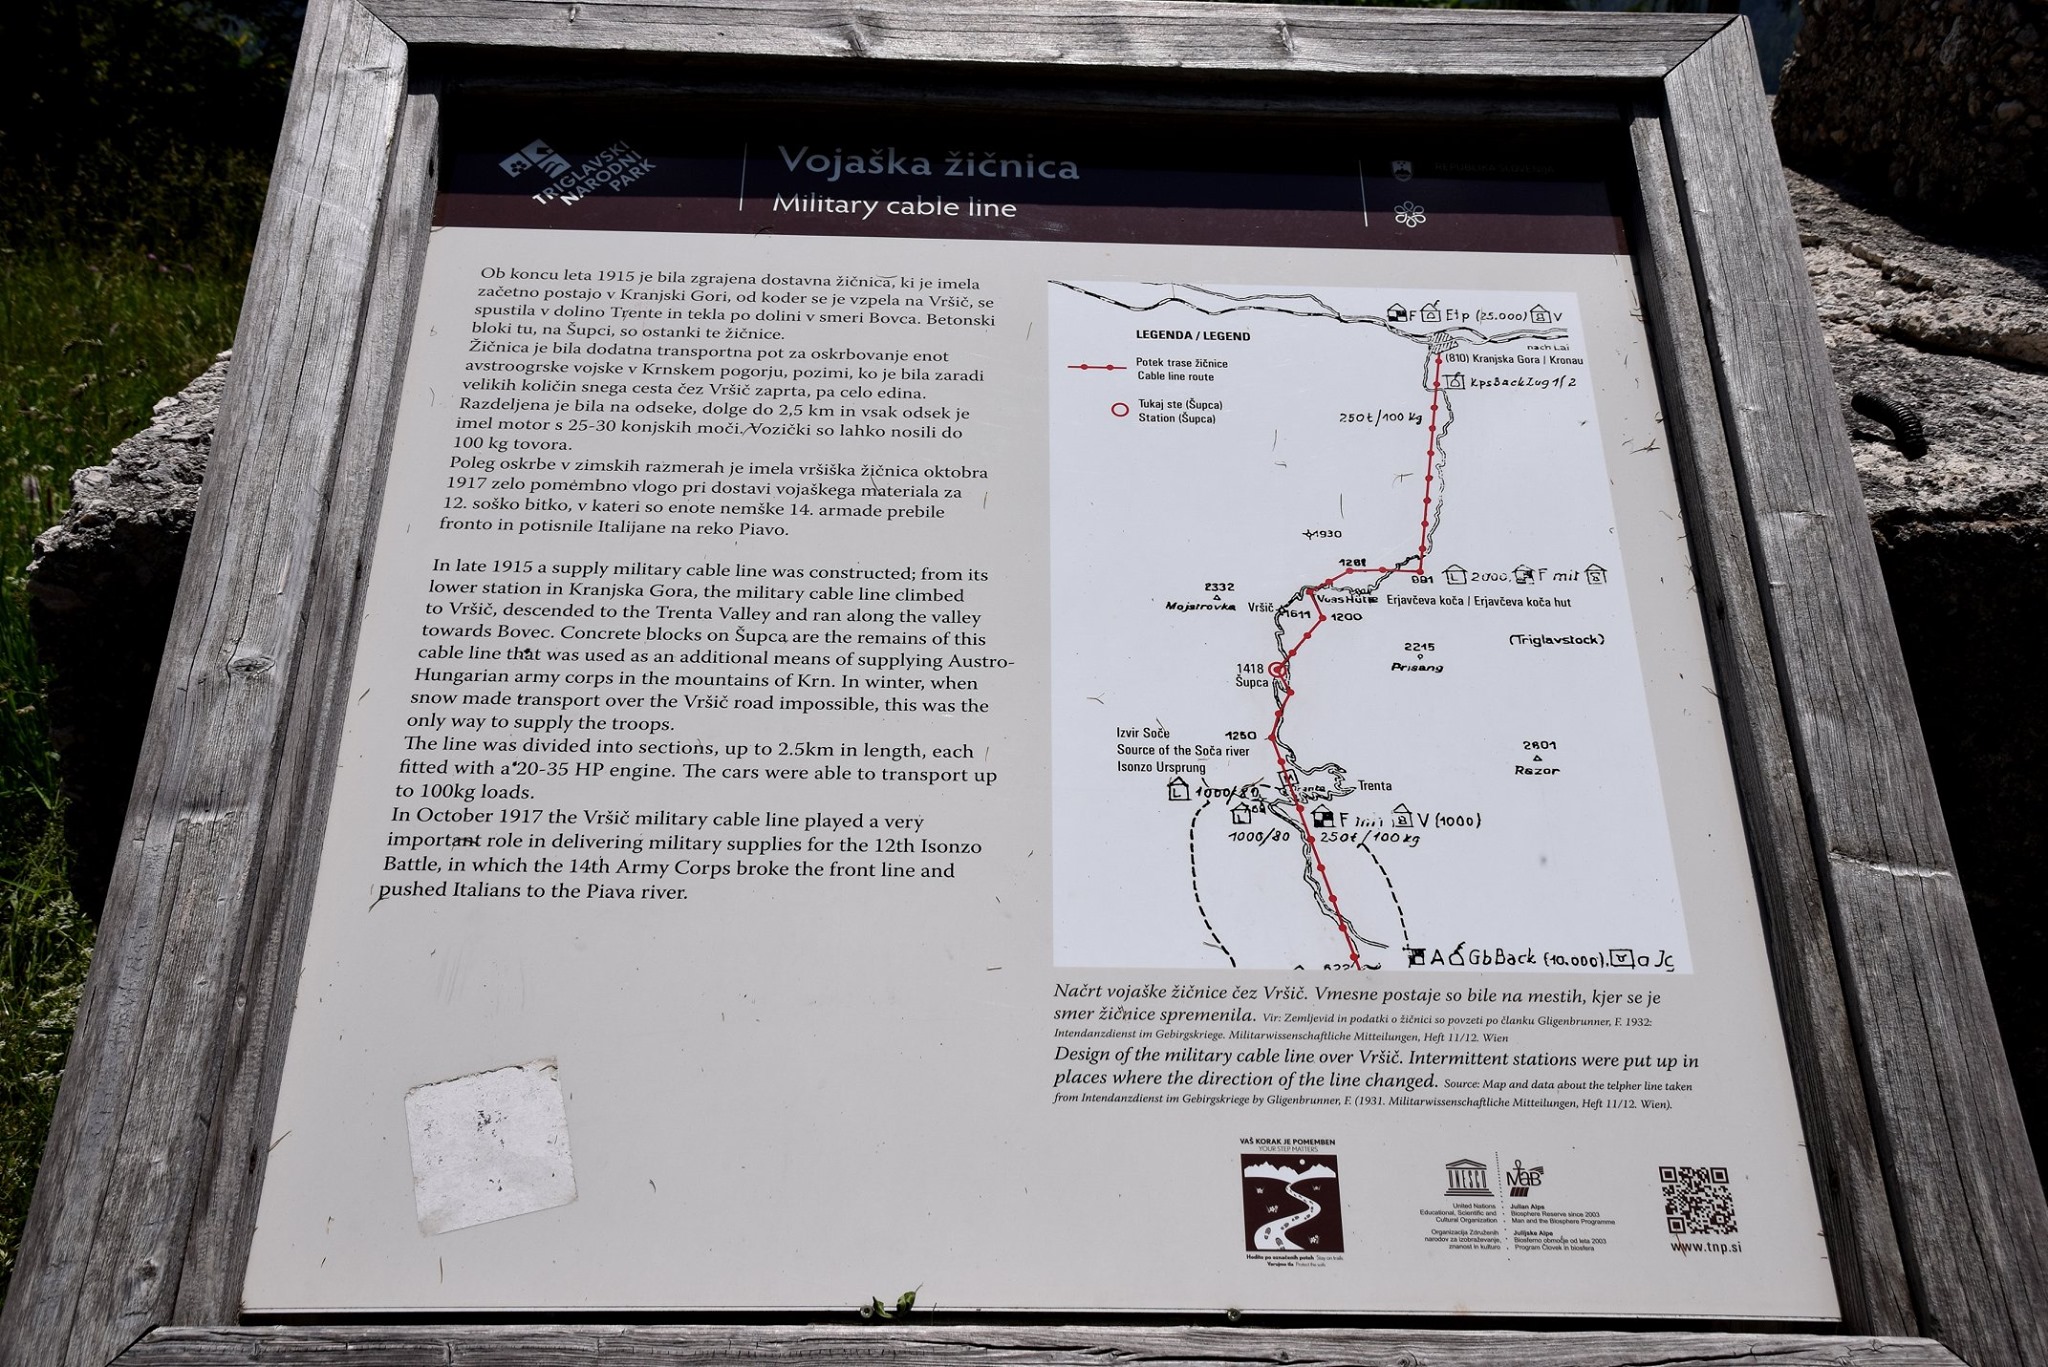 TRIGLAVSKI
NARODNI
PARK
Vojaška žičnica
Military cable line
REPUBLIKA SLOVENIJA
Ob koncu leta 1915 je bila zgrajena dostavna žičnica, ki je imela
začetno postajo v Kranjski Gori, od koder se je vzpela na Vršič, se
spustila v dolino Trente in tekla po dolini v smeri Bovca. Betonski
bloki tu, na Šupci, so ostanki te žičnice.
Žičnica je bila dodatna transportna pot za oskrbovanje enot
avstroogrske vojske v Krnskem pogorju, pozimi, ko je bila zaradi
velikih količin snega cesta čez Vršič zaprta, pa celo edina.
Razdeljena je bila na odseke, dolge do 2,5 km in vsak odsek je
imel motor s 25-30 konjskih moči. Vozički so lahko nosili do
100 kg tovora.
Poleg oskrbe v zimskih razmerah je imela vršiška žičnica oktobra
1917 zelo pomembno vlogo pri dostavi vojaškega materiala za
12. soško bitko, v kateri so enote nemške 14. armade prebile
fronto in potisnile Italijane na reko Piavo.
In late 1915 a supply military cable line was constructed; from its
lower station in Kranjska Gora, the military cable line climbed
to Vršič, descended to the Trenta Valley and ran along the valley
towards Bovec. Concrete blocks on Šupca are the remains of this
cable line that was used as an additional means of supplying Austro-
Hungarian army corps in the mountains of Krn. In winter, when
snow made transport over the Vršič road impossible, this was the
only way to supply the troops.
The line was divided into sections, up to 2.5km in length, each
fitted with a 20-35 HP engine. The cars were able to transport up
to 100kg loads.
In October 1917 the Vršič military cable line played a very
important role in delivering military supplies for the 12th Isonzo
Battle, in which the 14th Army Corps broke the front line and
pushed Italians to the Piava river.
LEGENDA / LEGEND
Potek trase žičnice
Cable line route
Tukaj ste (Šupca)
Station (Šupca)
F Etp (25.000) B V
nach Lai
(810) Kranjska Gora / Kronau
KpsBackZug 1/2
250t/100 kg
1930
1281
991
L 2000, F mit B
2332
Mojstrovka
Vršič
1611
VossHütte
Erjavčeva koča / Erjavčeva koča hut
1200
(Triglavstock)
2215
Prisang
1418
Šupca
Izvir Soče
Source of the Soča river
Isonzo Ursprung
1250
2601
Razor
Trenta
L 1000/80
L
1000/80
F mit B V (1000)
250t/100 kg
A GbBack (10.000),
Načrt vojaške žičnice čez Vršič. Vmesne postaje so bile na mestih, kjer se je
smer žičnice spremenila. Vir: Zemljevid in podatki o žičnici so povzeti po članku Gligenbrunner, F. 1932:
Intendanzdienst im Gebirgskriege. Militarwissenschaftliche Mitteilungen, Heft 11/12. Wien
Design of the military cable line over Vršič. Intermittent stations were put up in
places where the direction of the line changed. Source: Map and data about the telpher line taken
from Intendanzdienst im Gebirgskriege by Gligenbrunner, F. (1931. Militarwissenschaftliche Mitteilungen, Heft 11/12. Wien).
VAŠ KORAK JE POMEMBEN
YOUR STEP MATTERS
Hodite po označenih poteh Stay on trails
Varujmo tla Protect the soils
UNESCO
MaB
United Nations
Educational, Scientific and
Cultural Organization
Organizacija Združenih
narodov za izobraževanje,
znanost in kulturo
Julian Alps
Biosphere Reserve since 2003
Man and the Biosphere Programme
Julijske Alpe
Biosferno območje od leta 2003
Program Človek in biosfera
www.tnp.si